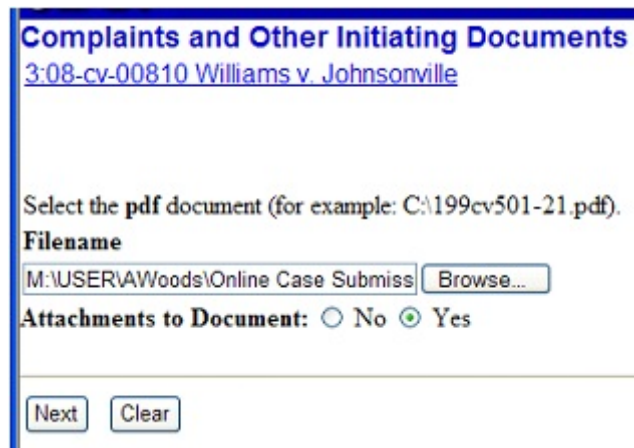 Complaints and Other Initiating Documents
3:08-cv-00810 Williams v. Johnsonville
Select the pdf document (for example: C:\199cv501-21.pdf).
Filename
M:\USER\AWoods\Online Case Submiss Browse...
Attachments to Document: No Yes
Next Clear